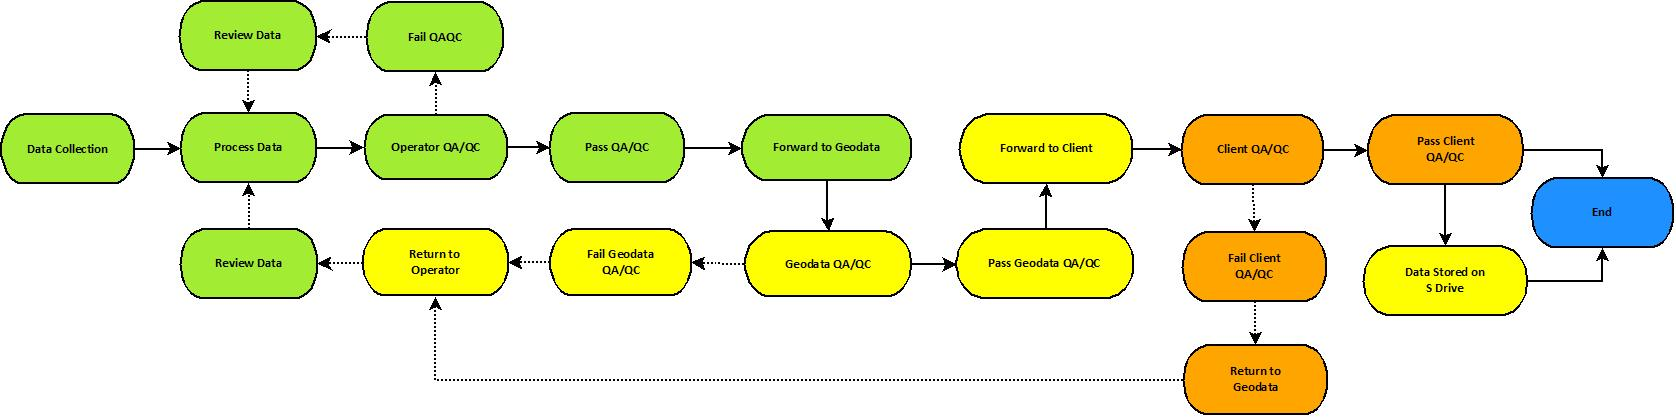 Review Data
Fail QAQC
Data Collection
Process Data
Operator QA/QC
Pass QA/QC
Forward to Geodata
Forward to Client
Client QA/QC
Pass Client
QA/QC
End
Review Data
Return to
Operator
Fail Geodata
QA/QC
Geodata QA/QC
Pass Geodata QA/QC
Fail Client
QA/QC
Data Stored on
S Drive
Return to
Geodata